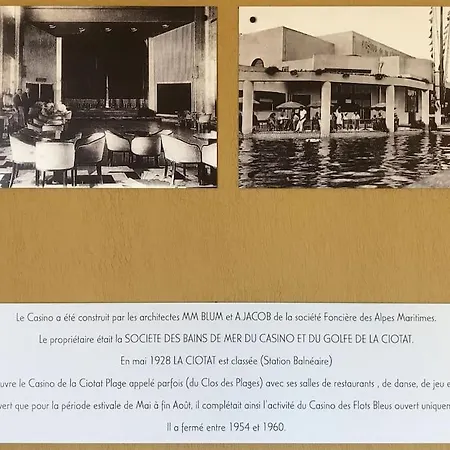 Le Casino a été construit par les architectes MM BLUM et A.JACOB de la société Foncière des Alpes Maritimes.
Le propriétaire était la SOCIETE DES BAINS DE MER DU CASINO ET DU GOLFE DE LA CIOTAT.
En mai 1928 LA CIOTAT est classée (Station Balnéaire)
uvre le Casino de la Ciotat Plage appelé parfois (du Clos des Plages) avec ses salles de restaurants , de danse, de jeu e
vert que pour la période estivale de Mai à fin Août, il complétait ainsi l'activité du Casino des Flots Bleus ouvert unique
Il a fermé entre 1954 et 1960.